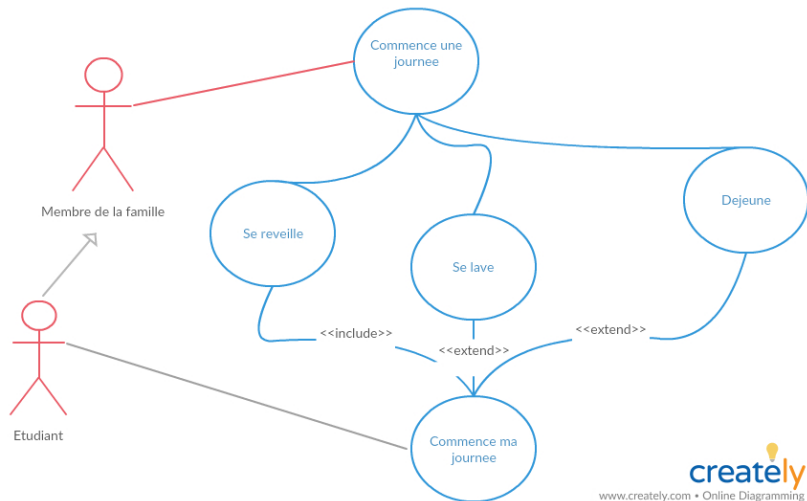 Commence une
journee
Membre de la famille
Se reveille
Se lave
Dejeune
<<include>>
<<extend>>
<<extend>>
Etudiant
Commence ma
journee
creately
www.creately.com • Online Diagramming